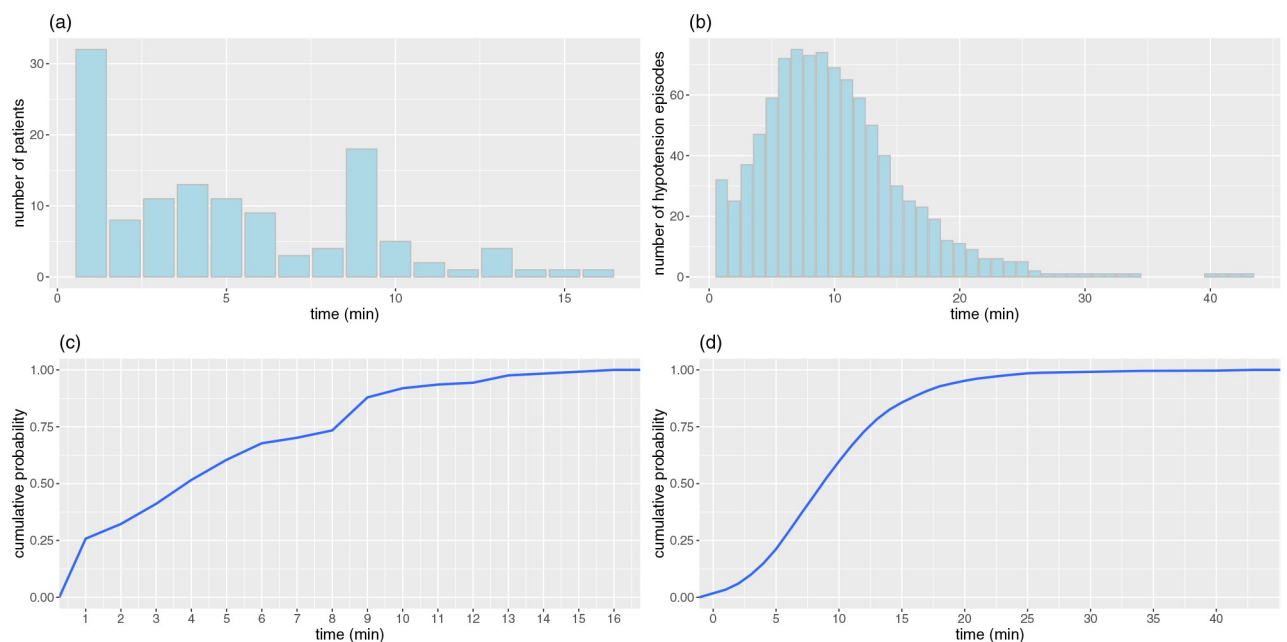 (a)
number of patients
30
20
10
0
0 5 10 15
time (min)
(b)
number of hypotension episodes
60
40
20
0
0 10 20 30 40
time (min)
(c)
cumulative probability
1.00
0.75
0.50
0.25
0.00
1 2 3 4 5 6 7 8 9 10 11 12 13 14 15 16
time (min)
(d)
cumulative probability
1.00
0.75
0.50
0.25
0.00
0 5 10 15 20 25 30 35 40
time (min)